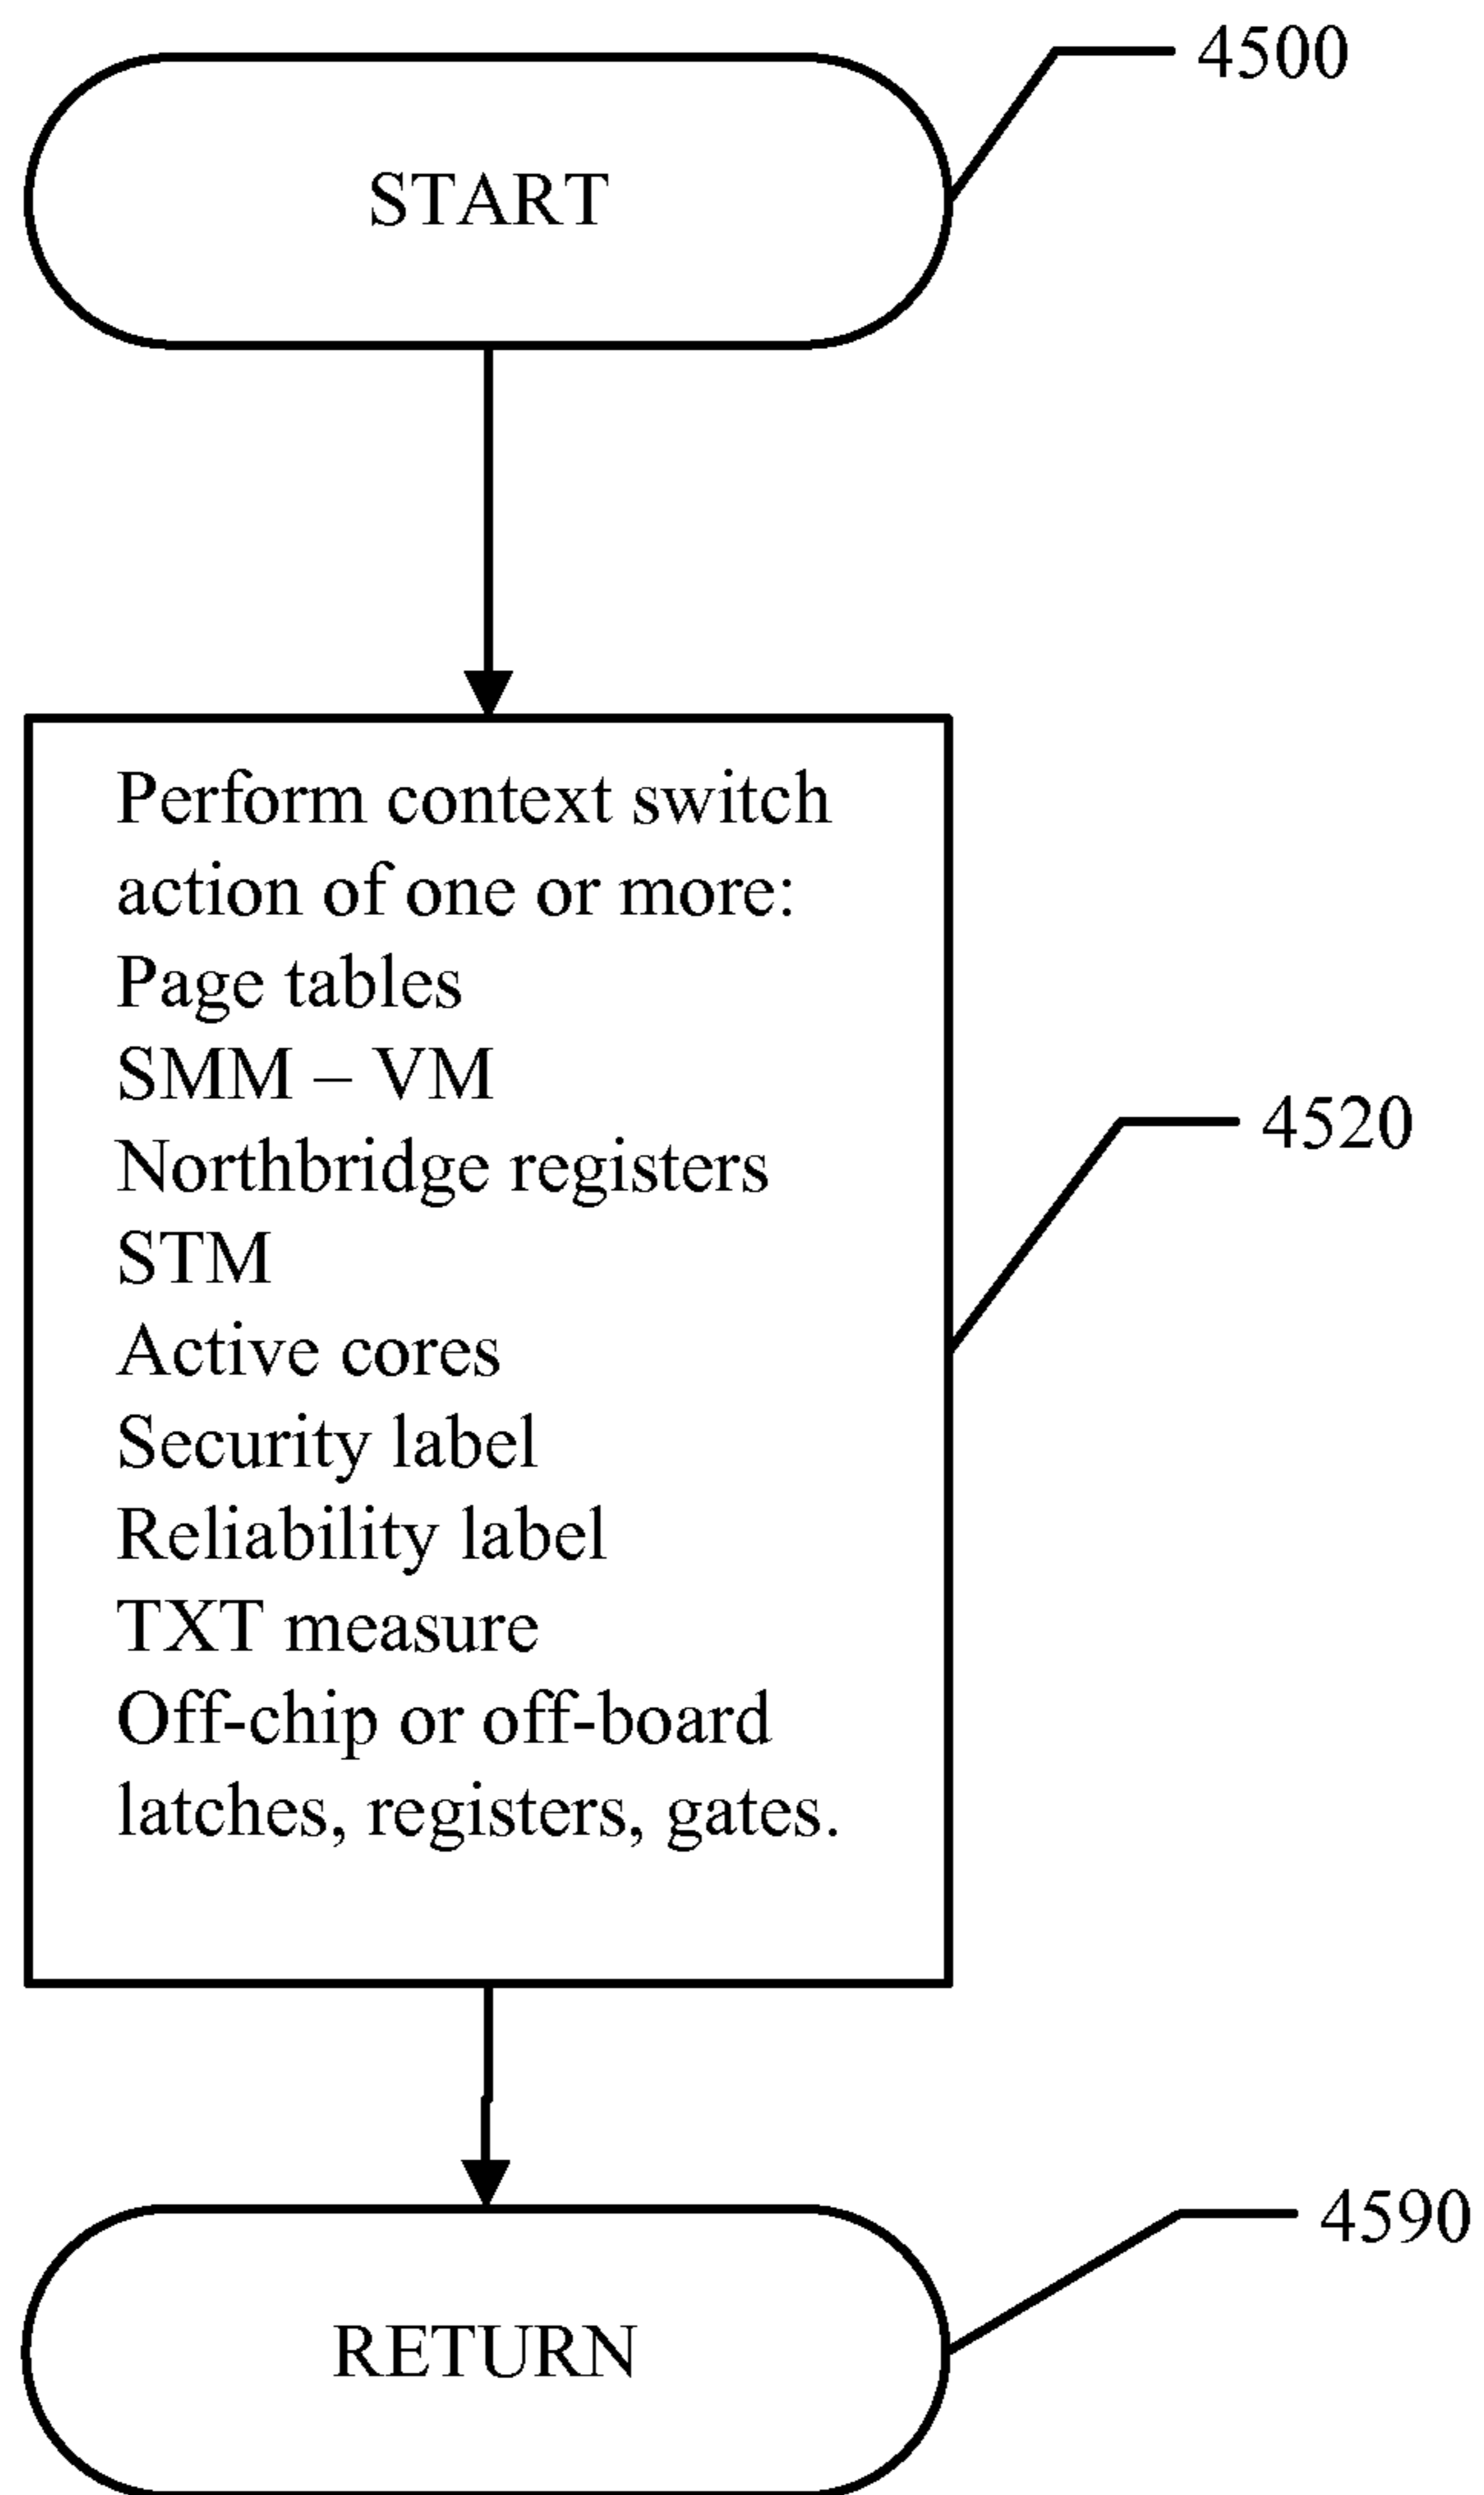 4500
START
Perform context switch
action of one or more:
Page tables
SMM – VM
Northbridge registers
STM
Active cores
Security label
Reliability label
TXT measure
Off-chip or off-board
latches, registers, gates.
4520
4590
RETURN